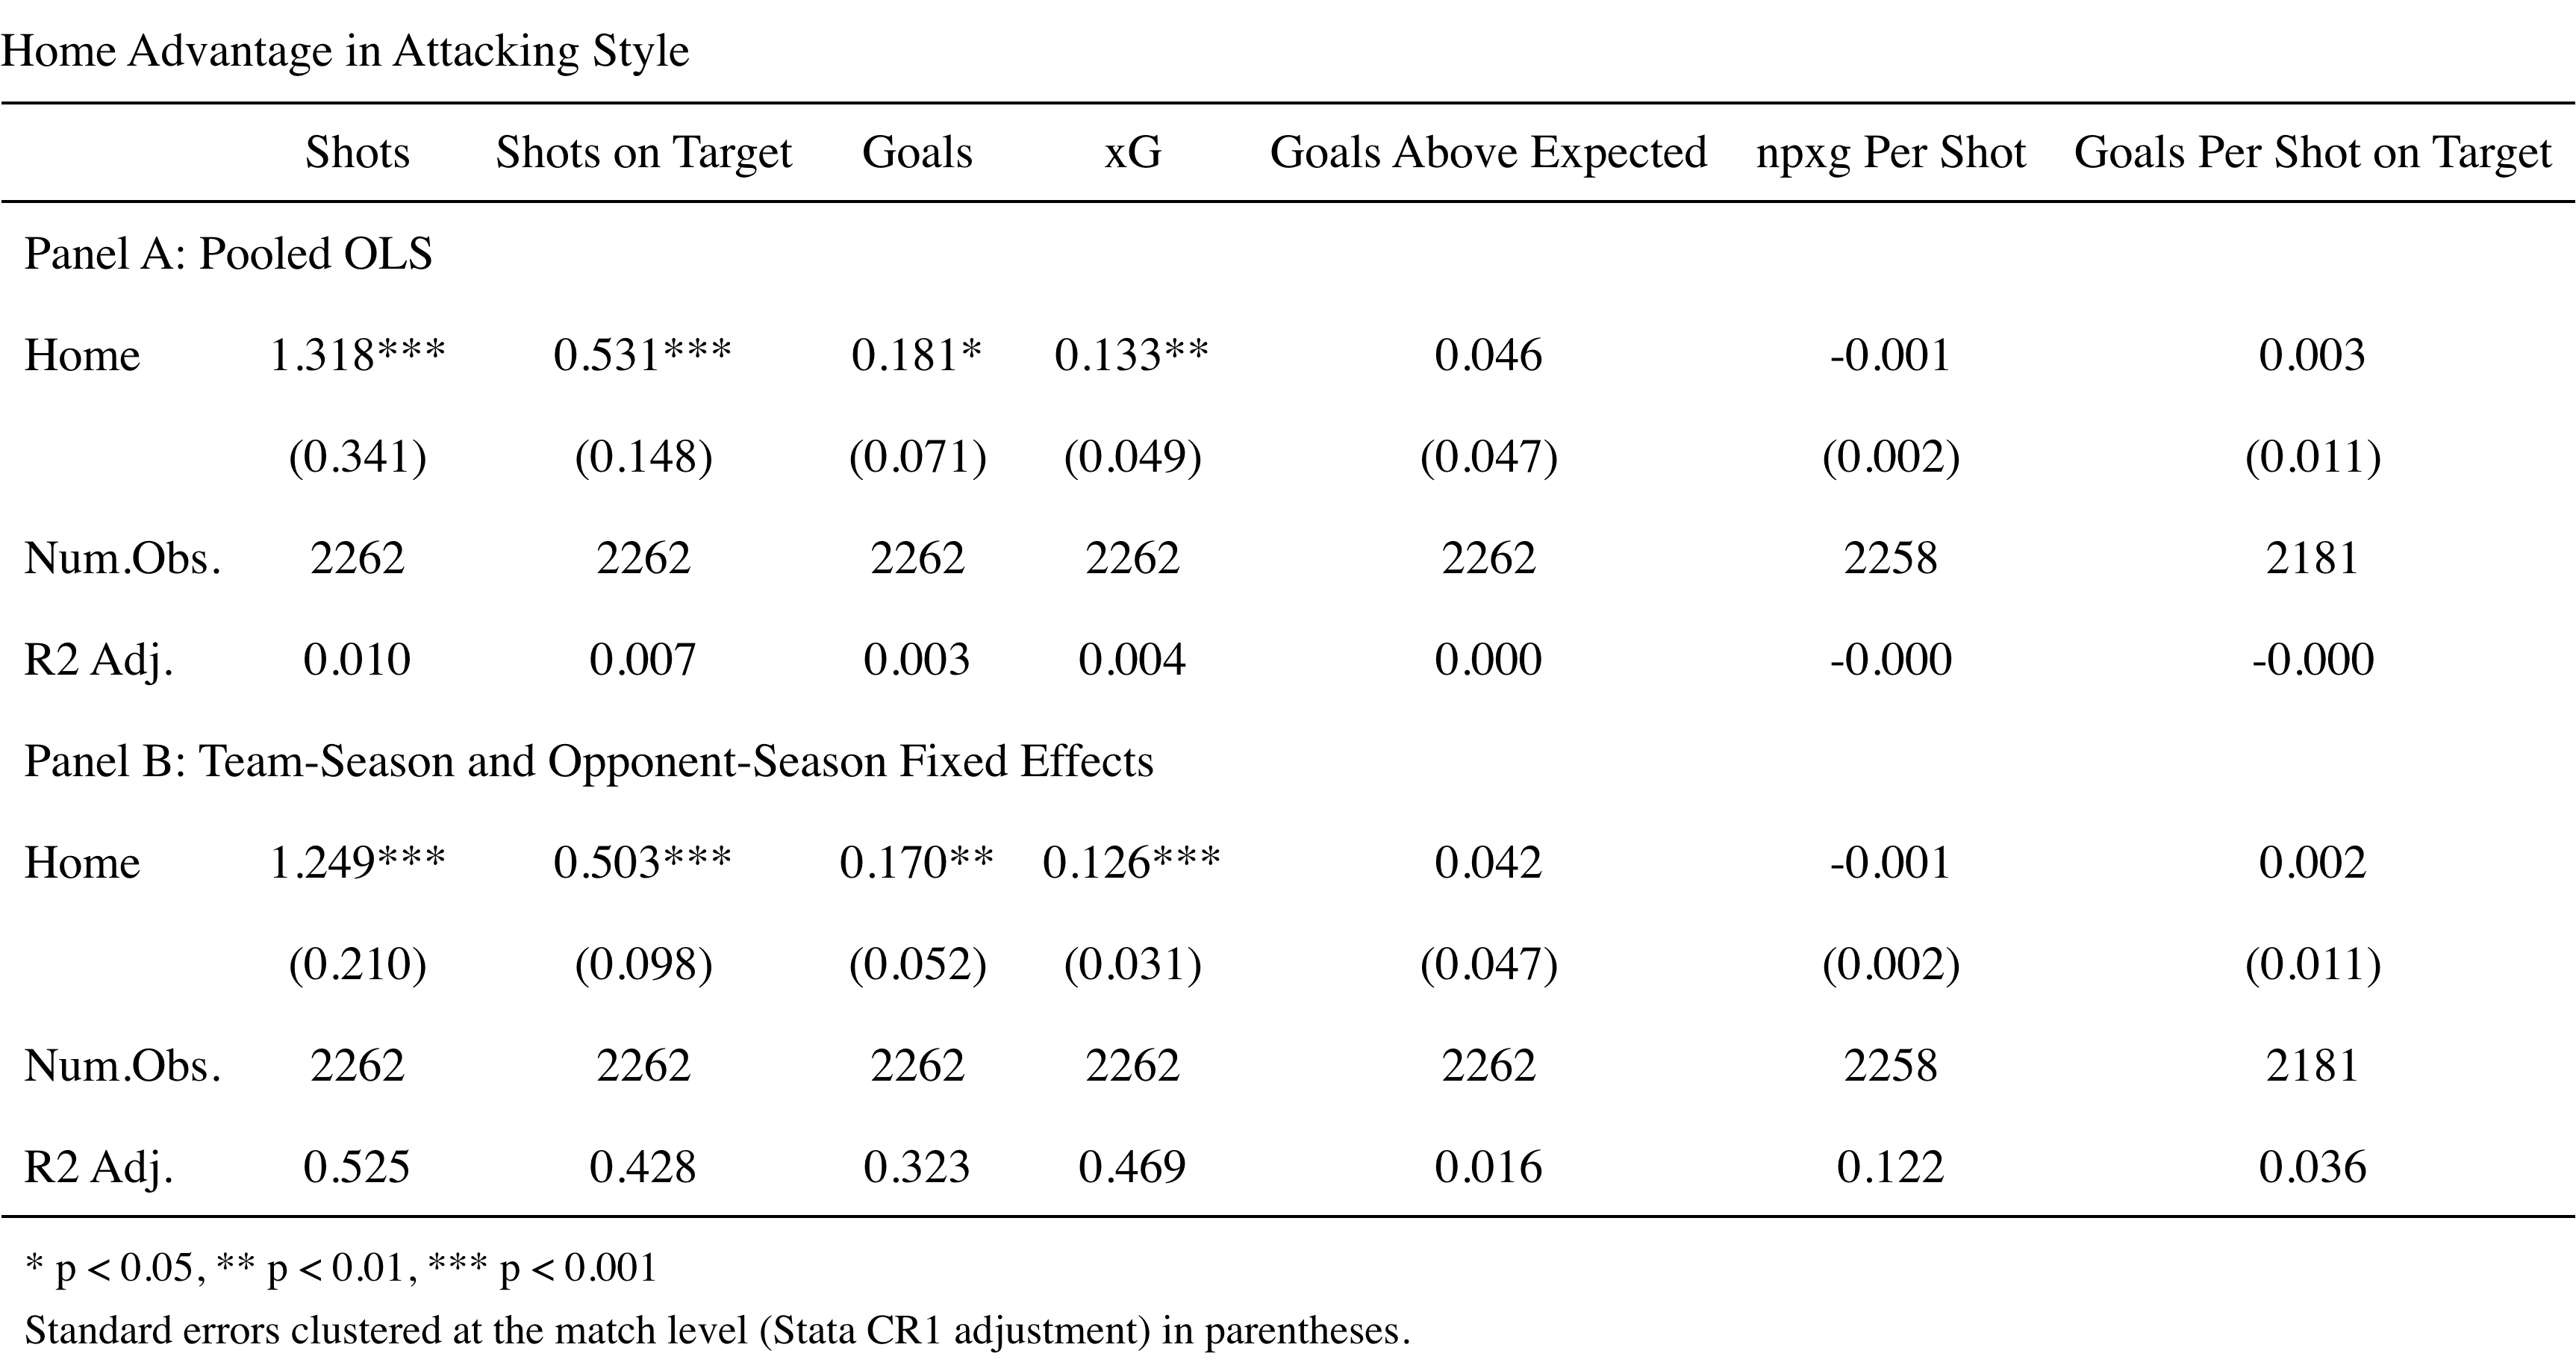 Home Advantage in Attacking Style
Shots Shots on Target Goals xG Goals Above Expected npxg Per Shot Goals Per Shot on Target
Panel A: Pooled OLS
Home 1.318*** 0.531*** 0.181* 0.133** 0.046 -0.001 0.003
(0.341) (0.148) (0.071) (0.049) (0.047) (0.002) (0.011)
Num.Obs. 2262 2262 2262 2262 2262 2258 2181
R2 Adj. 0.010 0.007 0.003 0.004 0.000 -0.000 -0.000
Panel B: Team-Season and Opponent-Season Fixed Effects
Home 1.249*** 0.503*** 0.170** 0.126*** 0.042 -0.001 0.002
(0.210) (0.098) (0.052) (0.031) (0.047) (0.002) (0.011)
Num.Obs. 2262 2262 2262 2262 2262 2258 2181
R2 Adj. 0.525 0.428 0.323 0.469 0.016 0.122 0.036
* p < 0.05, ** p < 0.01, *** p < 0.001
Standard errors clustered at the match level (Stata CR1 adjustment) in parentheses.